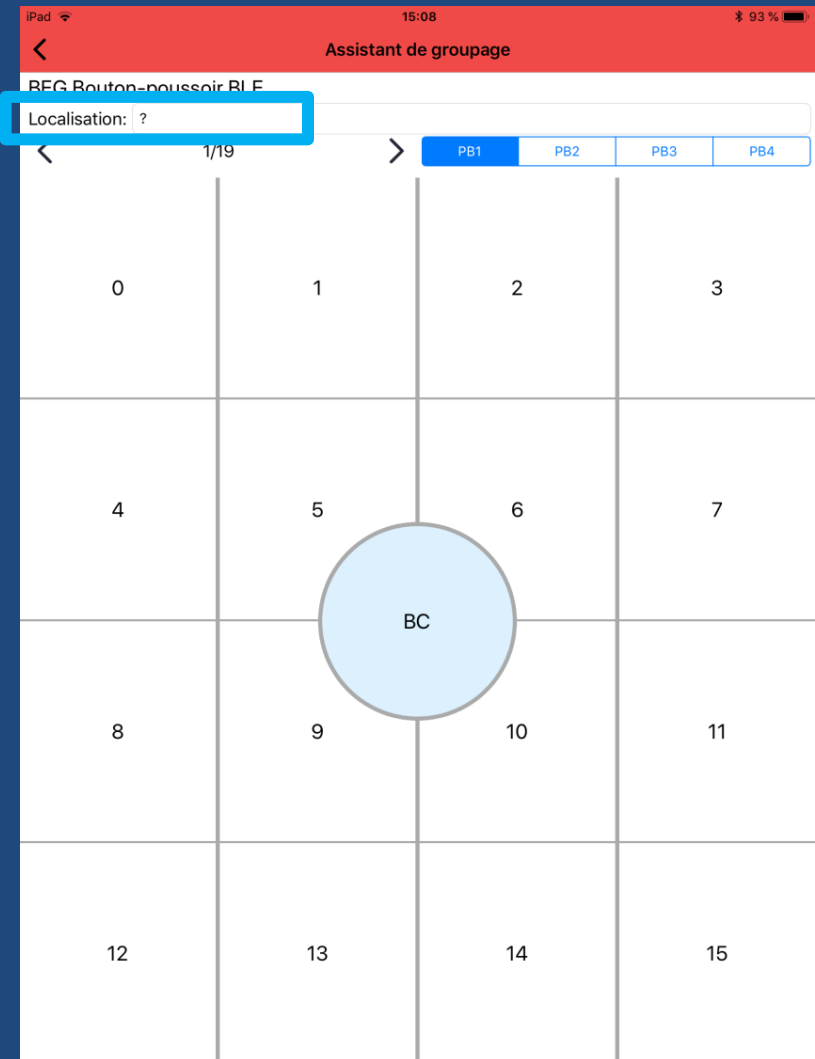 iPad 15:08 93 %
Assistant de groupage
BEG Bouton-poussoir BLE
Localisation: ?
1/19 PB1 PB2 PB3 PB4
0 1 2 3
4 5 6 7
BC
8 9 10 11
12 13 14 15